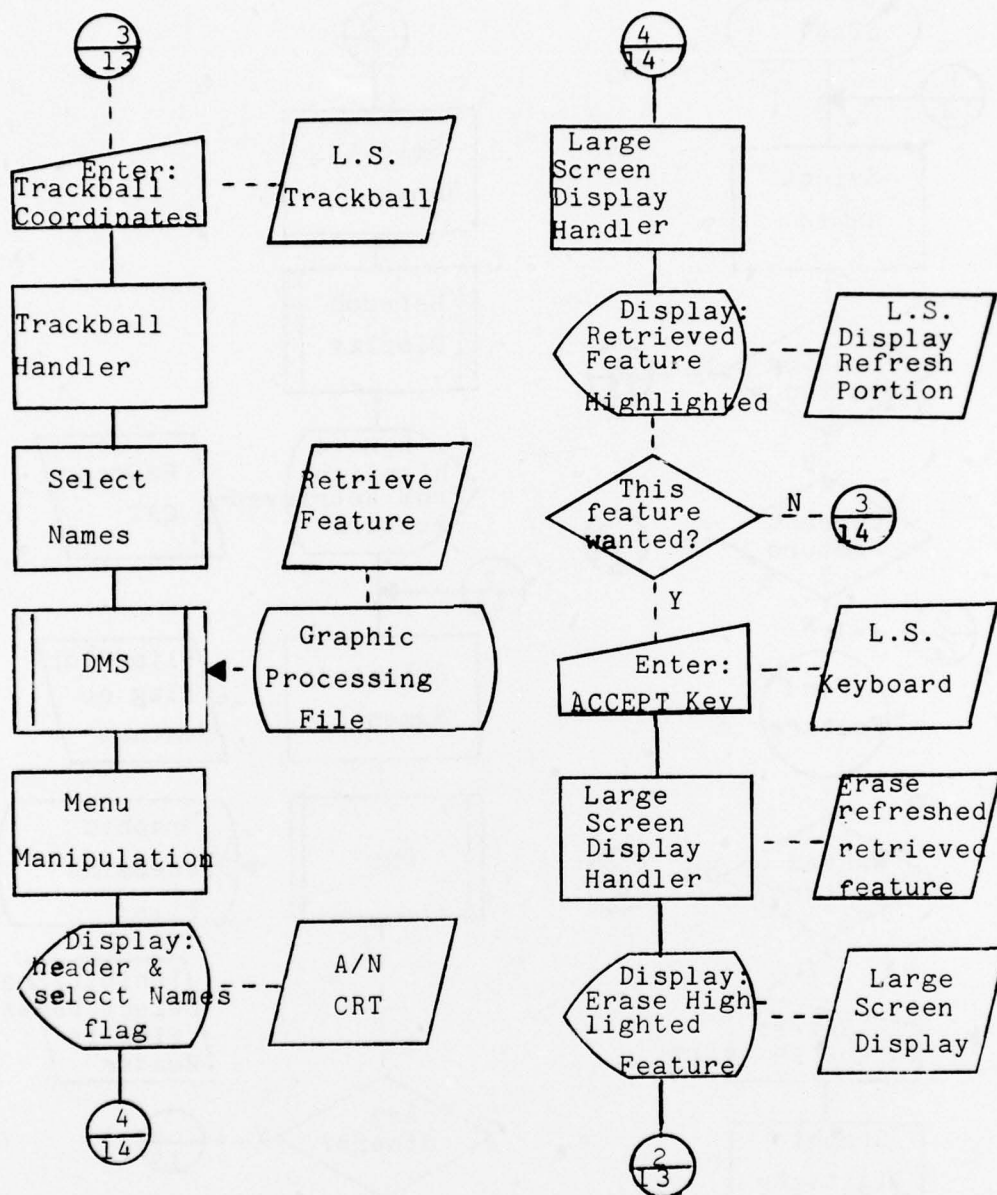 3
13
Enter:
Trackball
Coordinates
L.S.
Trackball
Trackball
Handler
Select
Names
Retrieve
Feature
DMS
Graphic
Processing
File
Menu
Manipulation
Display:
header &
select Names
flag
A/N
CRT
4
14
4
14
Large
Screen
Display
Handler
Display:
Retrieved
Feature
Highlighted
L.S.
Display
Refresh
Portion
This
feature
wanted?
N
3
14
Y
Enter:
ACCEPT Key
L.S.
Keyboard
Large
Screen
Display
Handler
Erase
refreshed
retrieved
feature
Display:
Erase High
lighted
Feature
Large
Screen
Display
2
13